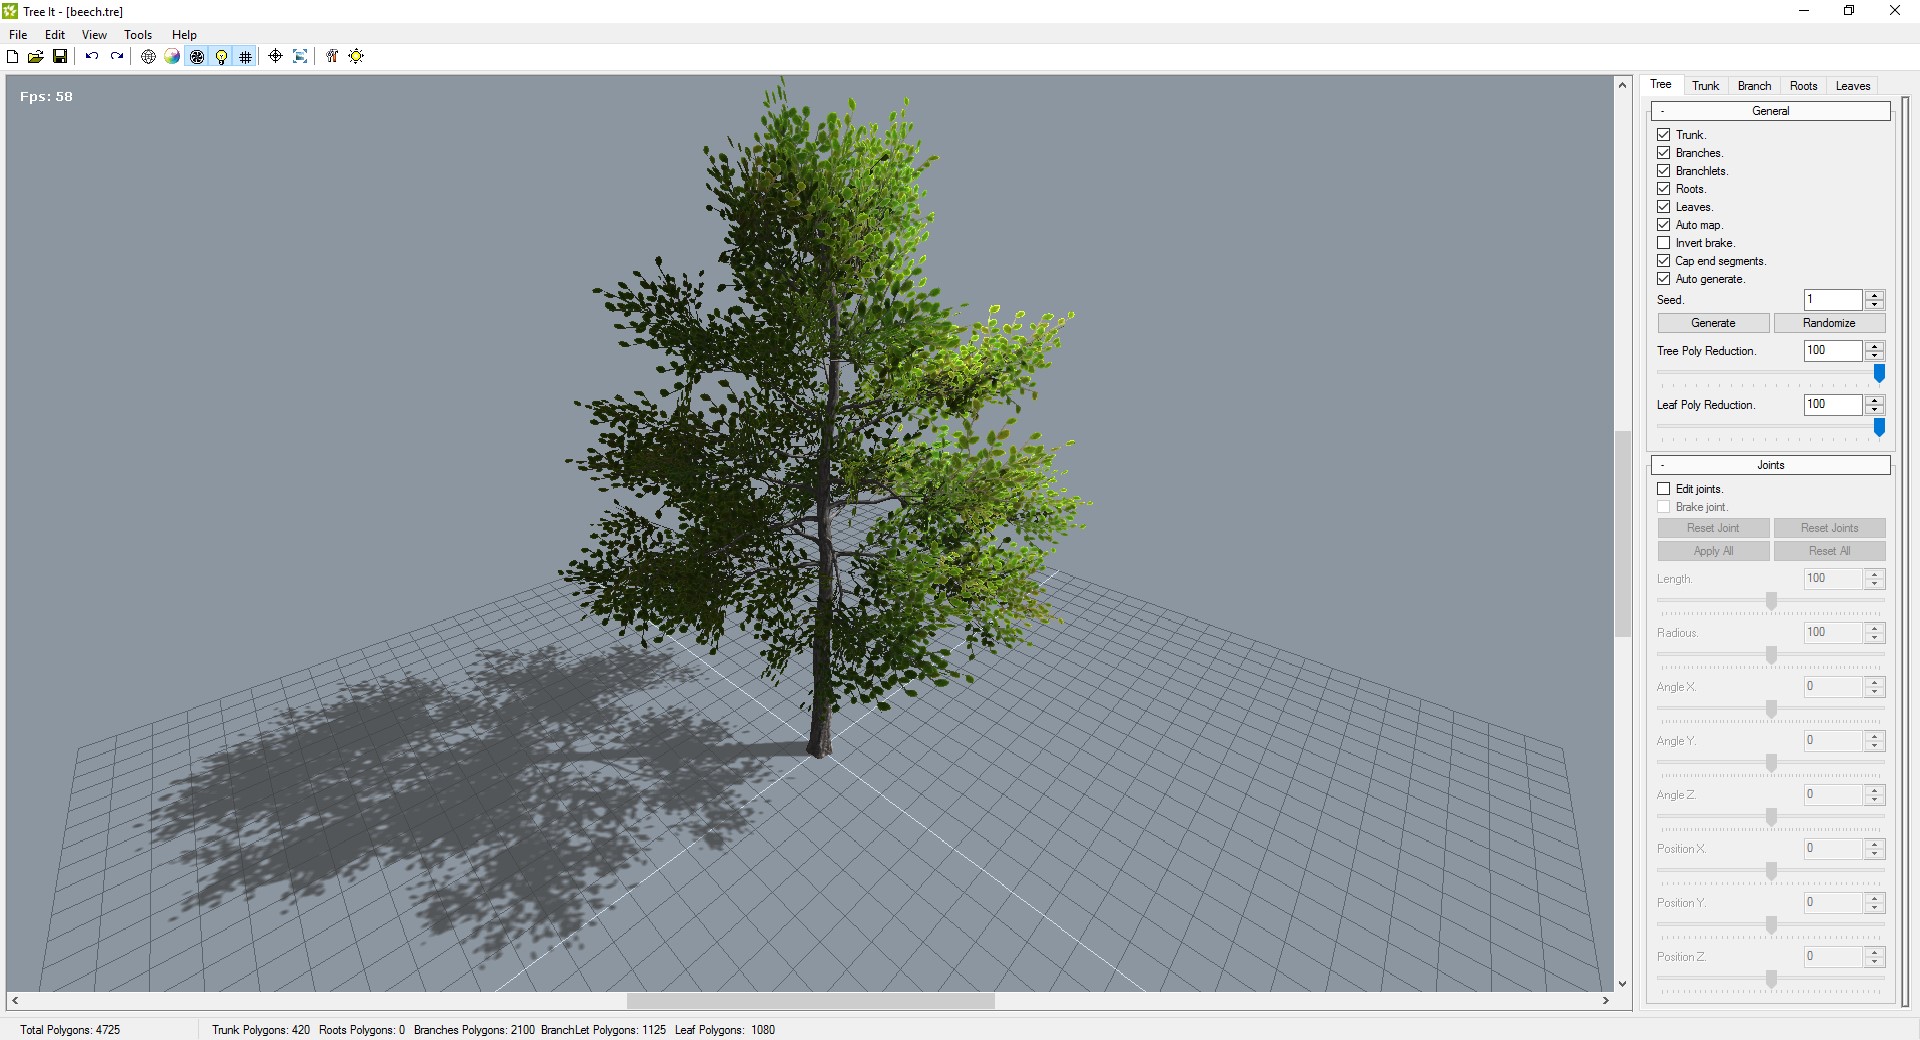 Tree It - [beech.tre]
File Edit View Tools Help
Fps: 58
Tree Trunk Branch Roots Leaves
- General
Trunk.
Branches.
Branchlets.
Roots.
Leaves.
Auto map.
Invert brake.
Cap end segments.
Auto generate.
Seed. 1
Generate Randomize
Tree Poly Reduction. 100
Leaf Poly Reduction. 100
- Joints
Edit joints.
Brake joint.
Reset Joint Reset Joints
Apply All Reset All
Length. 100
Radious. 100
Angle X. 0
Angle Y. 0
Angle Z. 0
Position X. 0
Position Y. 0
Position Z. 0
Total Polygons: 4725 Trunk Polygons: 420 Roots Polygons: 0 Branches Polygons: 2100 BranchLet Polygons: 1125 Leaf Polygons: 1080